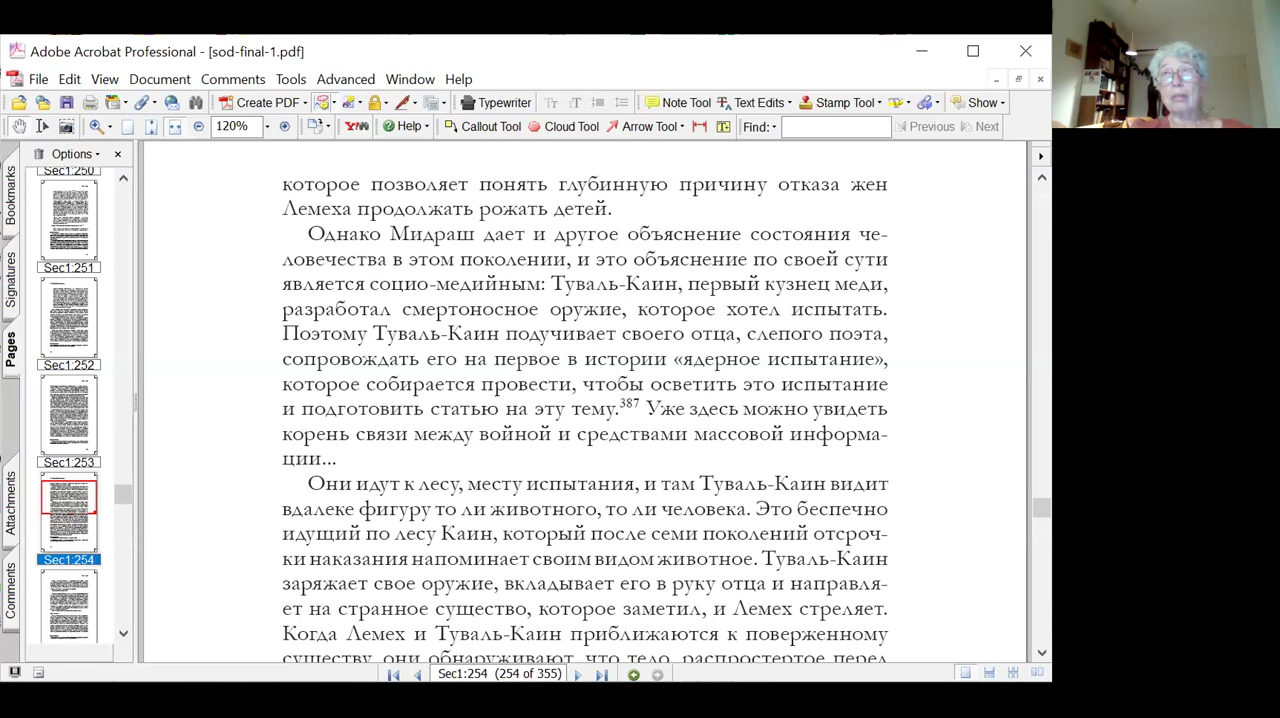 Adobe Acrobat Professional - [sod-final-1.pdf]
File Edit View Document Comments Tools Advanced Window Help
Create PDF Typewriter Note Tool Text Edits Stamp Tool Show
120% Help Callout Tool Cloud Tool Arrow Tool Find: Previous Next
Options
Bookmarks
Signatures
Pages
Attachments
Comments
Sec1:250
Sec1:251
Sec1:252
Sec1:253
Sec1:254
которое позволяет понять глубинную причину отказа жен
Лемеха продолжать рожать детей.
Однако Мидраш дает и другое объяснение состояния че-
ловечества в этом поколении, и это объяснение по своей сути
является социо-медийным: Туваль-Каин, первый кузнец меди,
разработал смертоносное оружие, которое хотел испытать.
Поэтому Туваль-Каин подучивает своего отца, слепого поэта,
сопровождать его на первое в истории «ядерное испытание»,
которое собирается провести, чтобы осветить это испытание
и подготовить статью на эту тему.387 Уже здесь можно увидеть
корень связи между войной и средствами массовой информа-
ции...
Они идут к лесу, месту испытания, и там Туваль-Каин видит
вдалеке фигуру то ли животного, то ли человека. Это беспечно
идущий по лесу Каин, который после семи поколений отсроч-
ки наказания напоминает своим видом животное. Туваль-Каин
заряжает свое оружие, вкладывает его в руку отца и направля-
ет на странное существо, которое заметил, и Лемех стреляет.
Когда Лемех и Туваль-Каин приближаются к поверженному
существу, они обнаруживают, что тело, распростертое перед
Sec1:254 (254 of 355)